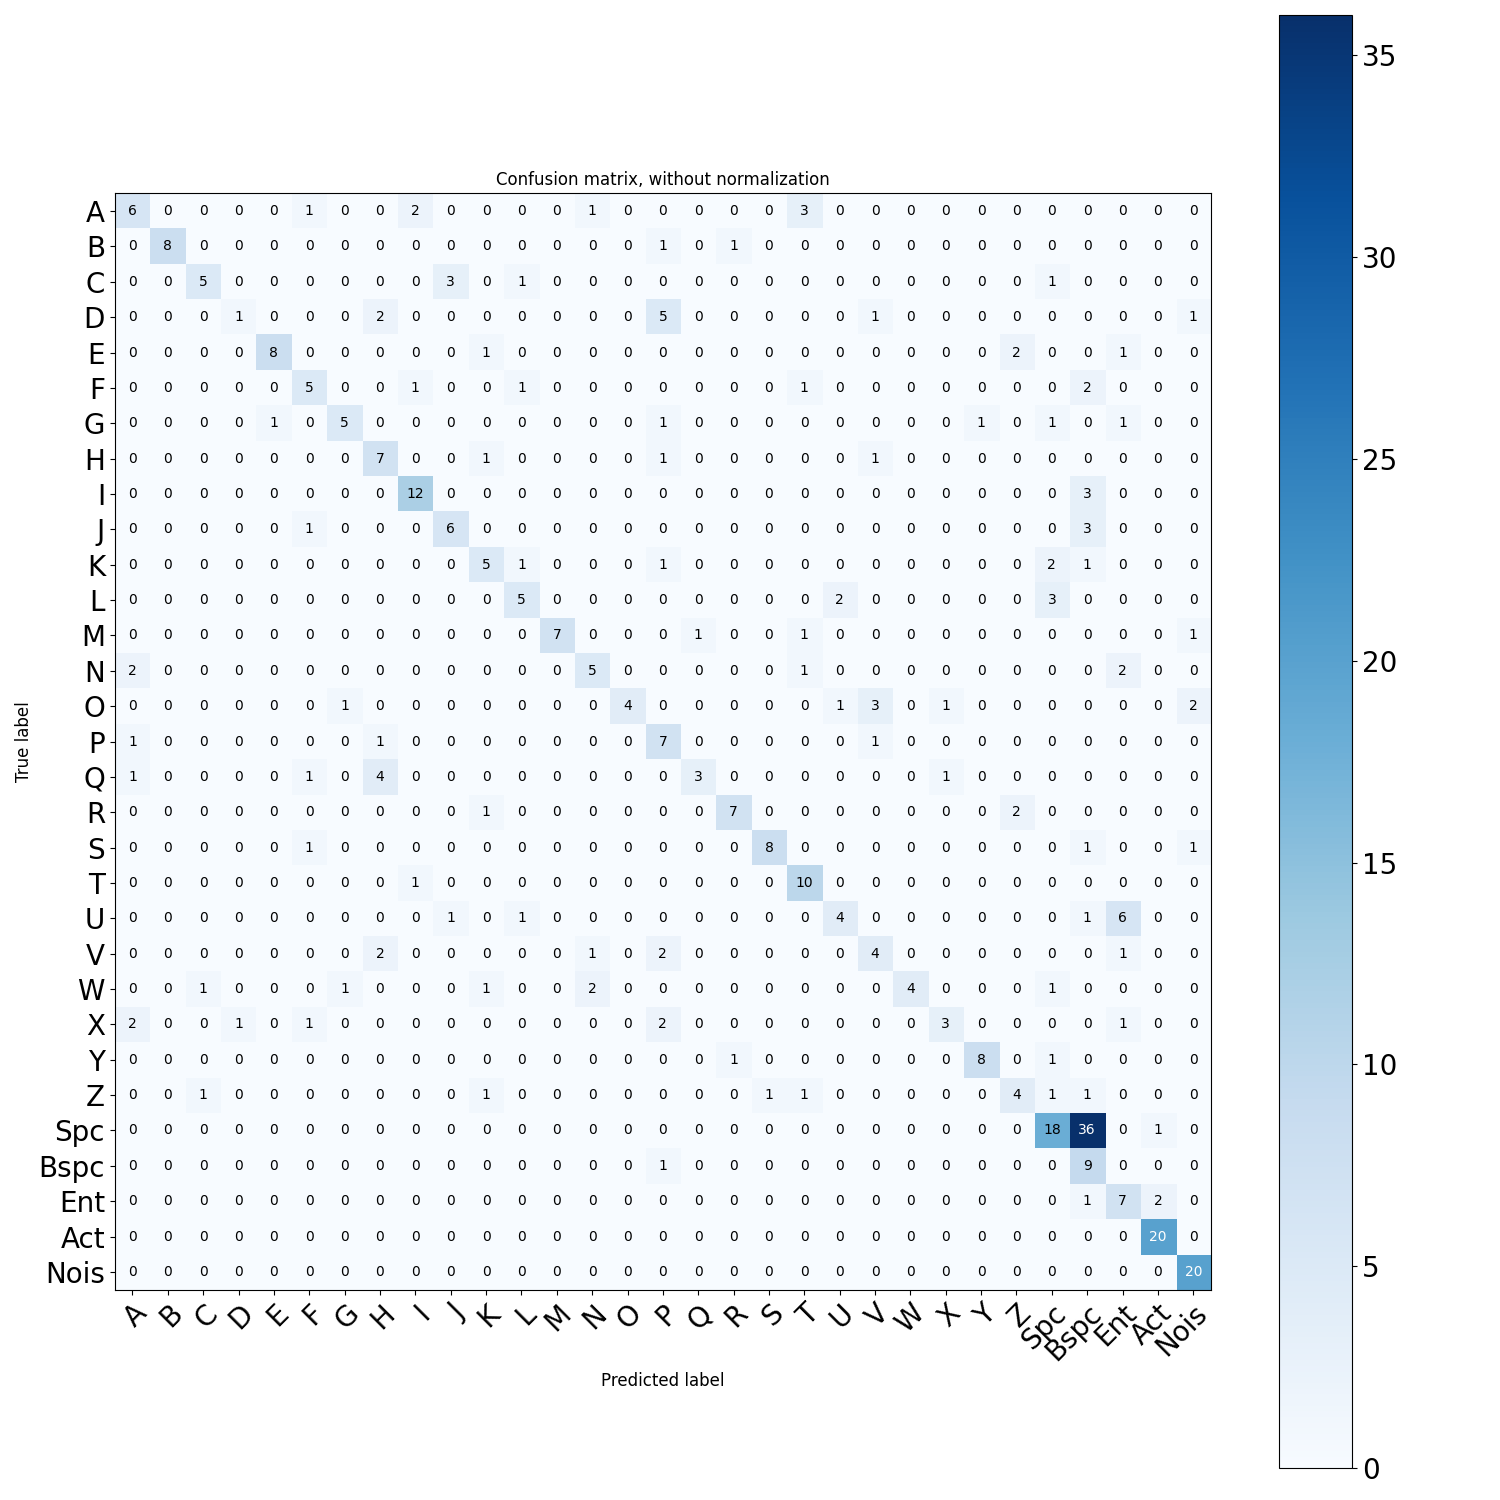 Confusion matrix, without normalization
A 6 0 0 0 0 1 0 0 2 0 0 0 0 1 0 0 0 0 0 3 0 0 0 0 0 0 0 0 0 0 0
B 0 8 0 0 0 0 0 0 0 0 0 0 0 0 0 1 0 1 0 0 0 0 0 0 0 0 0 0 0 0 0
C 0 0 5 0 0 0 0 0 0 3 0 1 0 0 0 0 0 0 0 0 0 0 0 0 0 0 1 0 0 0 0
D 0 0 0 1 0 0 0 2 0 0 0 0 0 0 0 5 0 0 0 0 0 1 0 0 0 0 0 0 0 0 1
E 0 0 0 0 8 0 0 0 0 0 1 0 0 0 0 0 0 0 0 0 0 0 0 0 0 2 0 0 1 0 0
F 0 0 0 0 0 5 0 0 1 0 0 1 0 0 0 0 0 0 0 1 0 0 0 0 0 0 0 2 0 0 0
G 0 0 0 0 1 0 5 0 0 0 0 0 0 0 0 1 0 0 0 0 0 0 0 0 1 0 1 0 1 0 0
H 0 0 0 0 0 0 0 7 0 0 1 0 0 0 0 1 0 0 0 0 0 1 0 0 0 0 0 0 0 0 0
I 0 0 0 0 0 0 0 0 12 0 0 0 0 0 0 0 0 0 0 0 0 0 0 0 0 0 0 3 0 0 0
J 0 0 0 0 0 1 0 0 0 6 0 0 0 0 0 0 0 0 0 0 0 0 0 0 0 0 0 3 0 0 0
K 0 0 0 0 0 0 0 0 0 0 5 1 0 0 0 1 0 0 0 0 0 0 0 0 0 0 2 1 0 0 0
L 0 0 0 0 0 0 0 0 0 0 0 5 0 0 0 0 0 0 0 0 2 0 0 0 0 0 3 0 0 0 0
M 0 0 0 0 0 0 0 0 0 0 0 0 7 0 0 0 1 0 0 1 0 0 0 0 0 0 0 0 0 0 1
N 2 0 0 0 0 0 0 0 0 0 0 0 0 5 0 0 0 0 0 1 0 0 0 0 0 0 0 0 2 0 0
O 0 0 0 0 0 0 1 0 0 0 0 0 0 0 4 0 0 0 0 0 1 3 0 1 0 0 0 0 0 0 2
P 1 0 0 0 0 0 0 1 0 0 0 0 0 0 0 7 0 0 0 0 0 1 0 0 0 0 0 0 0 0 0
Q 1 0 0 0 0 1 0 4 0 0 0 0 0 0 0 0 3 0 0 0 0 0 0 1 0 0 0 0 0 0 0
R 0 0 0 0 0 0 0 0 0 0 1 0 0 0 0 0 0 7 0 0 0 0 0 0 0 2 0 0 0 0 0
S 0 0 0 0 0 1 0 0 0 0 0 0 0 0 0 0 0 0 8 0 0 0 0 0 0 0 0 1 0 0 1
T 0 0 0 0 0 0 0 0 1 0 0 0 0 0 0 0 0 0 0 10 0 0 0 0 0 0 0 0 0 0 0
U 0 0 0 0 0 0 0 0 0 1 0 1 0 0 0 0 0 0 0 0 4 0 0 0 0 0 0 1 6 0 0
V 0 0 0 0 0 0 0 2 0 0 0 0 0 1 0 2 0 0 0 0 0 4 0 0 0 0 0 0 1 0 0
W 0 0 1 0 0 0 1 0 0 0 1 0 0 2 0 0 0 0 0 0 0 0 4 0 0 0 1 0 0 0 0
X 2 0 0 1 0 1 0 0 0 0 0 0 0 0 0 2 0 0 0 0 0 0 0 3 0 0 0 0 1 0 0
Y 0 0 0 0 0 0 0 0 0 0 0 0 0 0 0 0 0 1 0 0 0 0 0 0 8 0 1 0 0 0 0
Z 0 0 1 0 0 0 0 0 0 0 1 0 0 0 0 0 0 0 1 1 0 0 0 0 0 4 1 1 0 0 0
Spc 0 0 0 0 0 0 0 0 0 0 0 0 0 0 0 0 0 0 0 0 0 0 0 0 0 0 18 36 0 1 0
Bspc 0 0 0 0 0 0 0 0 0 0 0 0 0 0 0 1 0 0 0 0 0 0 0 0 0 0 0 9 0 0 0
Ent 0 0 0 0 0 0 0 0 0 0 0 0 0 0 0 0 0 0 0 0 0 0 0 0 0 0 0 1 7 2 0
Act 0 0 0 0 0 0 0 0 0 0 0 0 0 0 0 0 0 0 0 0 0 0 0 0 0 0 0 0 0 20 0
Nois 0 0 0 0 0 0 0 0 0 0 0 0 0 0 0 0 0 0 0 0 0 0 0 0 0 0 0 0 0 0 20
A B C D E F G H I J K L M N O P Q R S T U V W X Y Z Spc Bspc Ent Act Nois
Predicted label
True label
35
30
25
20
15
10
5
0